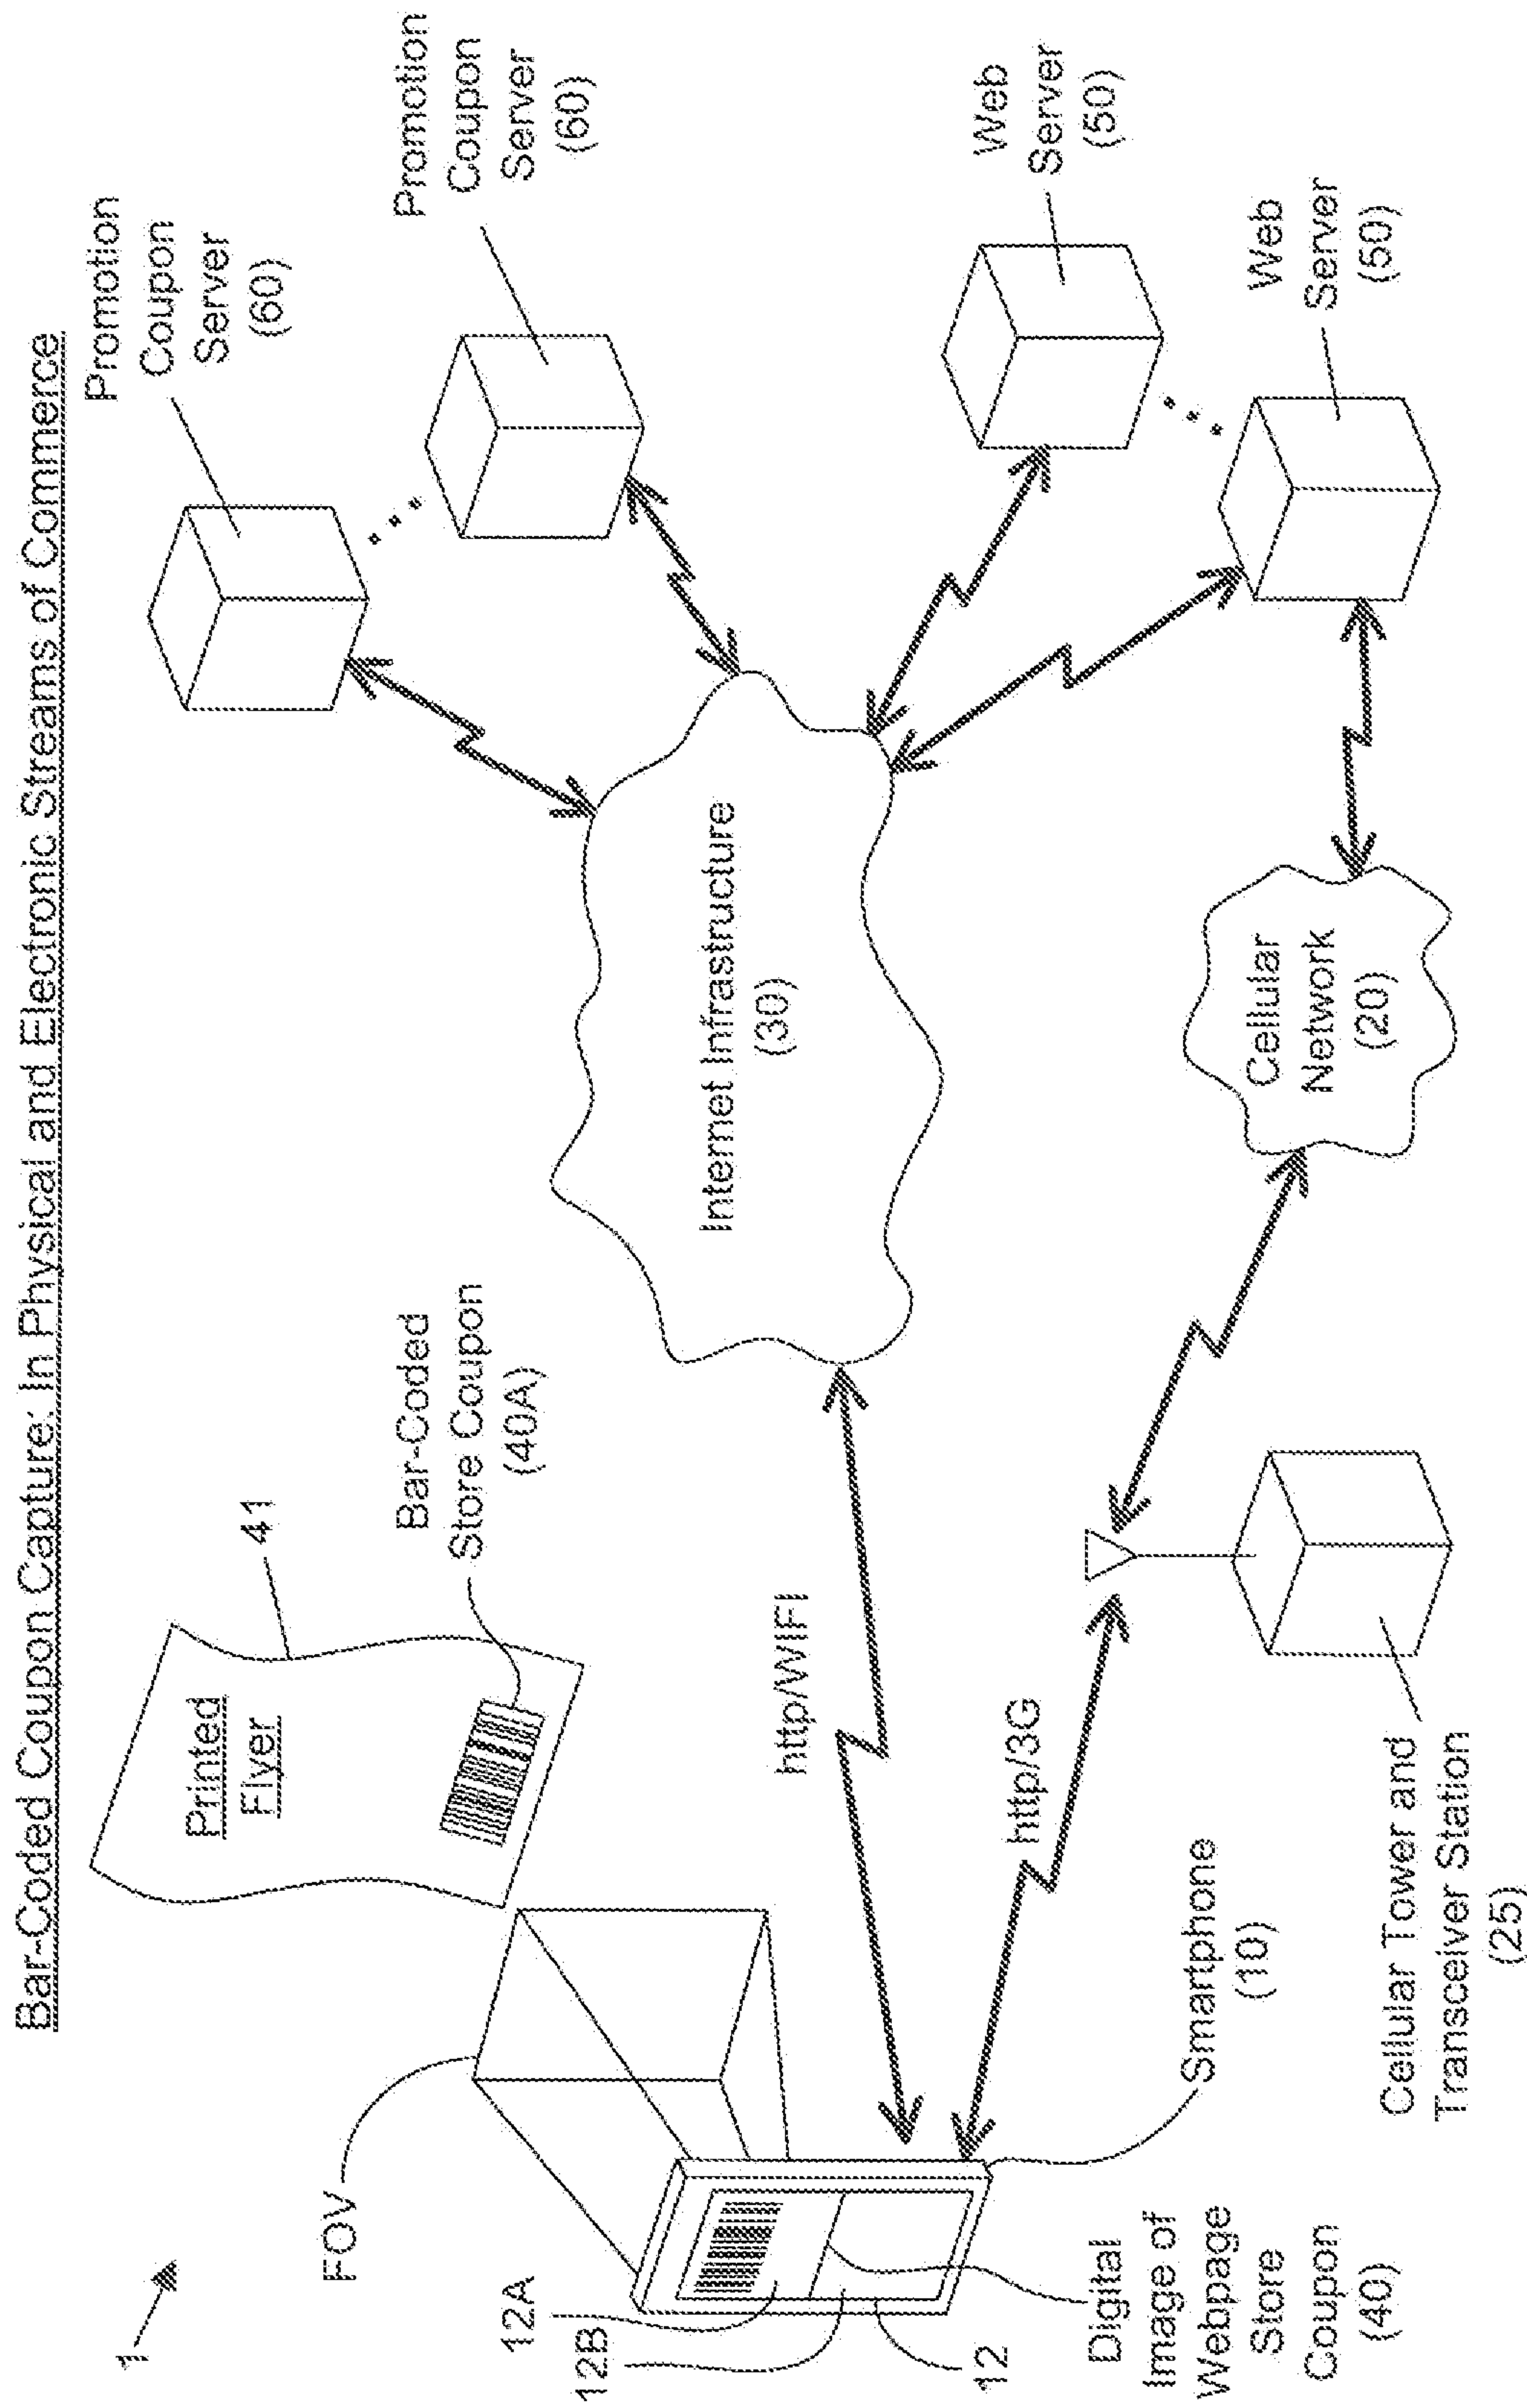 Bar-Coded Coupon Capture: In Physical and Electronic Streams of Commerce
1
FOV
12A
12B
12
Digital
Image of
Webpage
Store
Coupon
(40)
Smartphone
(10)
Printed
Flyer
41
Bar-Coded
Store Coupon
(40A)
http/WIFI
http/3G
Cellular Tower and
Transceiver Station
(25)
Internet Infrastructure
(30)
Cellular
Network
(20)
Promotion
Coupon
Server
(60)
Promotion
Coupon
Server
(60)
Web
Server
(50)
Web
Server
(50)